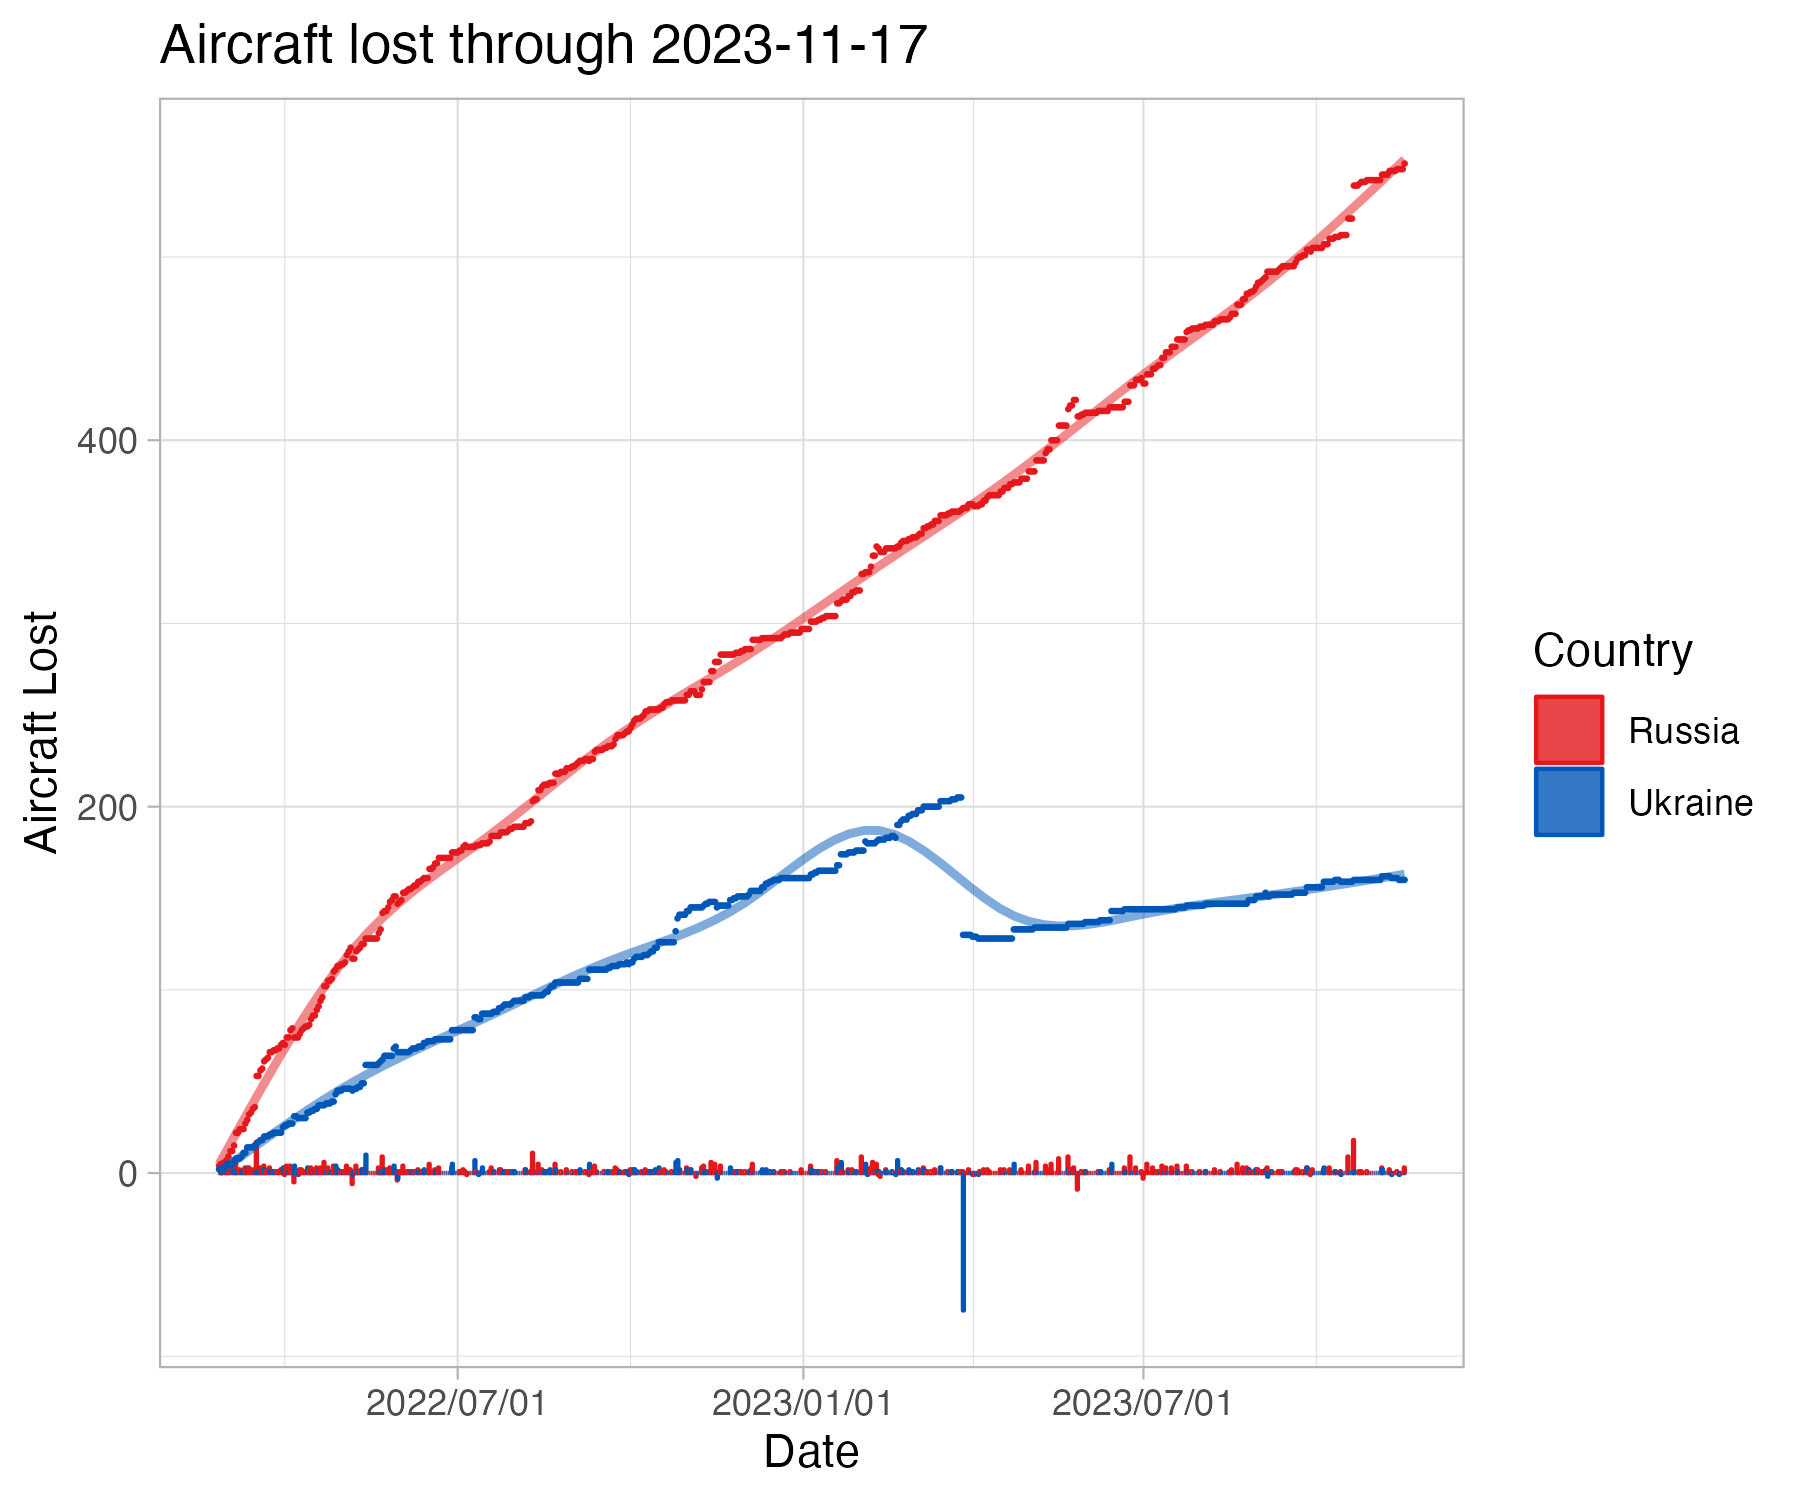 Aircraft lost through 2023-11-17
Aircraft Lost
400
200
0
2022/07/01
2023/01/01
2023/07/01
Date
Country
Russia
Ukraine